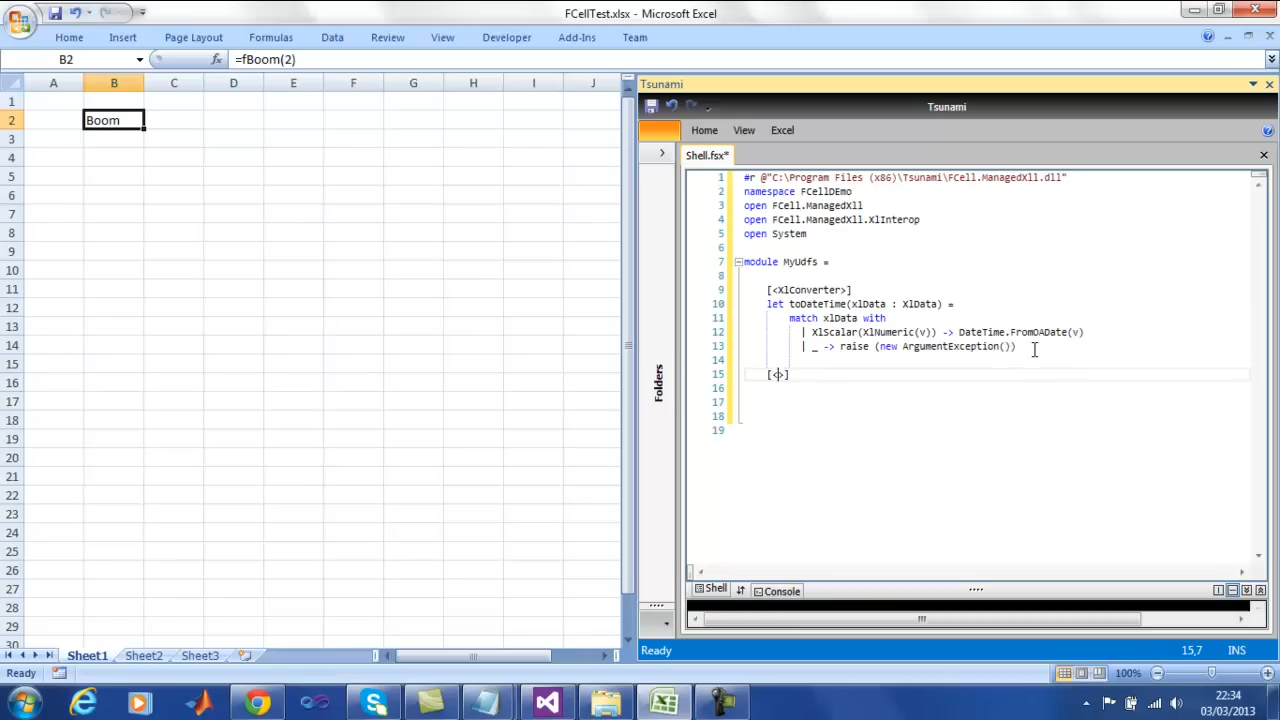 FCellTest.xlsx - Microsoft Excel
Home Insert Page Layout Formulas Data Review View Developer Add-Ins Team
B2 fx =fBoom(2)
A B C D E F G H I J
1
2 Boom
3
4
5
6
7
8
9
10
11
12
13
14
15
16
17
18
19
20
21
22
23
24
25
26
27
28
29
30
Sheet1 Sheet2 Sheet3
Tsunami
Tsunami
Home View Excel
Shell.fsx*
Folders
1 #r @"C:\Program Files (x86)\Tsunami\FCell.ManagedXll.dll"
2 namespace FCellDEmo
3 open FCell.ManagedXll
4 open FCell.ManagedXll.XlInterop
5 open System
6
7 module MyUdfs =
8
9 [<XlConverter>]
10 let toDateTime(xlData : XlData) =
11 match xlData with
12 | XlScalar(XlNumeric(v)) -> DateTime.FromOADate(v)
13 | _ -> raise (new ArgumentException())
14
15 [<>]
16
17
18
19
Shell Console
Ready 15,7 INS
Ready 100%
22:34
03/03/2013